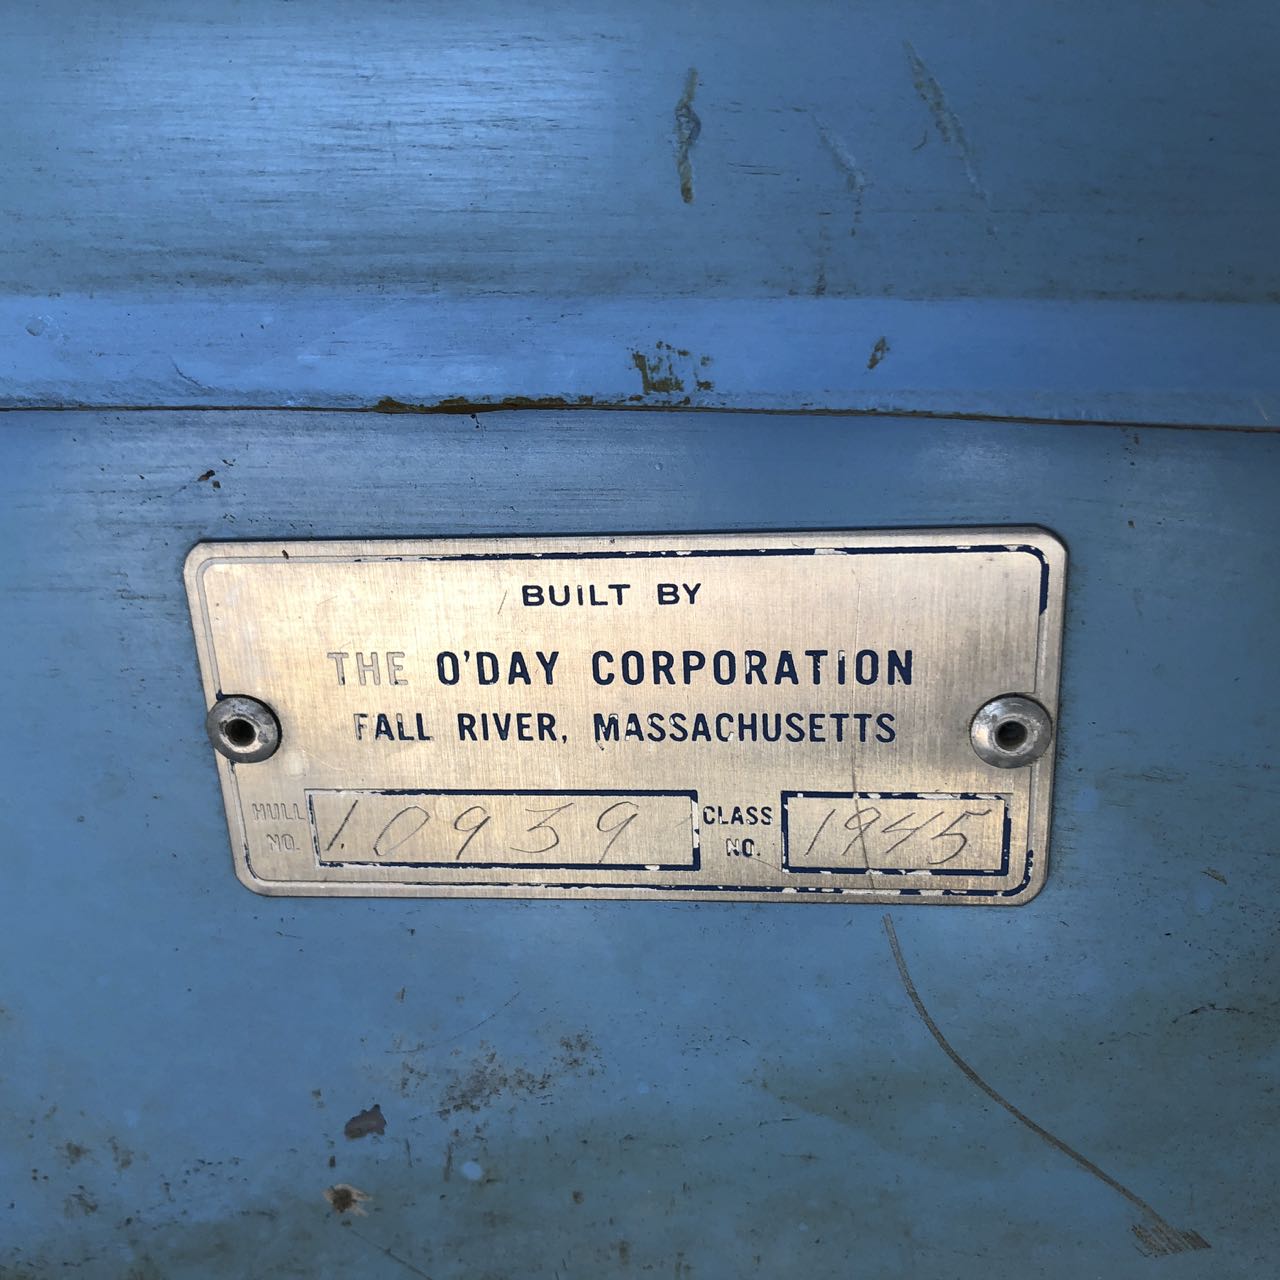 BUILT BY
THE O'DAY CORPORATION
FALL RIVER, MASSACHUSETTS
HULL NO. 10939 CLASS NO. 1945